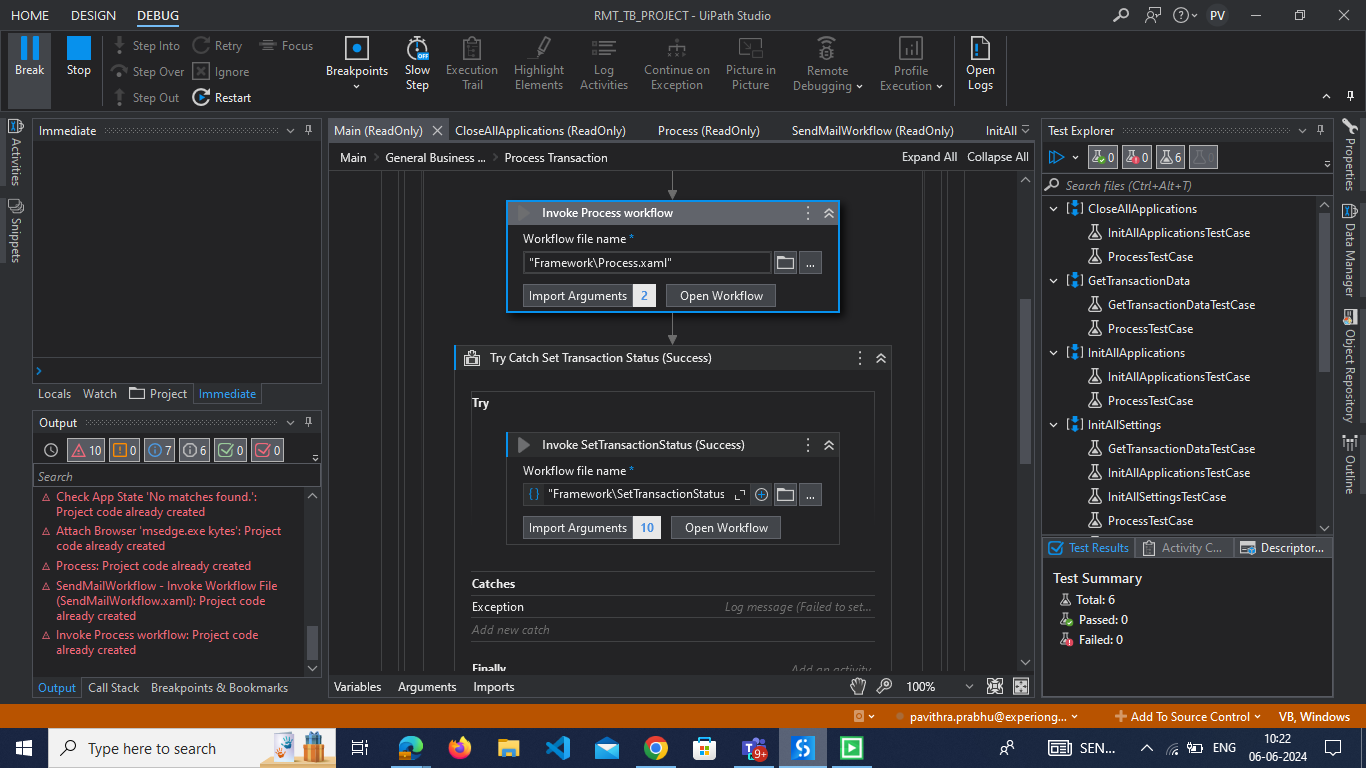 HOME DESIGN DEBUG RMT_TB_PROJECT - UiPath Studio PV
Break
Stop
Step Into
Step Over
Step Out
Retry
Ignore
Restart
Focus
Breakpoints
Slow
Step
Execution
Trail
Highlight
Elements
Log
Activities
Continue on
Exception
Picture in
Picture
Remote
Debugging
Profile
Execution
Open
Logs
Activities
Snippets
Immediate
Locals Watch Project Immediate
Output
10 0 7 6 0 0
Search
Check App State 'No matches found.':
Project code already created
Attach Browser 'msedge.exe kytes': Project
code already created
Process: Project code already created
SendMailWorkflow - Invoke Workflow File
(SendMailWorkflow.xaml): Project code
already created
Invoke Process workflow: Project code
already created
Output Call Stack Breakpoints & Bookmarks
Main (ReadOnly) CloseAllApplications (ReadOnly) Process (ReadOnly) SendMailWorkflow (ReadOnly) InitAll
Main General Business ... Process Transaction Expand All Collapse All
Invoke Process workflow
Workflow file name *
"Framework\Process.xaml" ...
Import Arguments 2 Open Workflow
Try Catch Set Transaction Status (Success)
Try
Invoke SetTransactionStatus (Success)
Workflow file name *
{ } "Framework\SetTransactionStatus ...
Import Arguments 10 Open Workflow
Catches
Exception Log message (Failed to set...
Add new catch
Finally Add an activity
Variables Arguments Imports 100%
Test Explorer
0 0 6 0
Search files (Ctrl+Alt+T)
CloseAllApplications
InitAllApplicationsTestCase
ProcessTestCase
GetTransactionData
GetTransactionDataTestCase
ProcessTestCase
InitAllApplications
InitAllApplicationsTestCase
ProcessTestCase
InitAllSettings
GetTransactionDataTestCase
InitAllApplicationsTestCase
InitAllSettingsTestCase
ProcessTestCase
Test Results Activity C... Descriptor...
Test Summary
Total: 6
Passed: 0
Failed: 0
Properties
Data Manager
Object Repository
Outline
pavithra.prabhu@experiong... Add To Source Control VB, Windows
Type here to search
9+
SEN...
ENG
10:22
06-06-2024